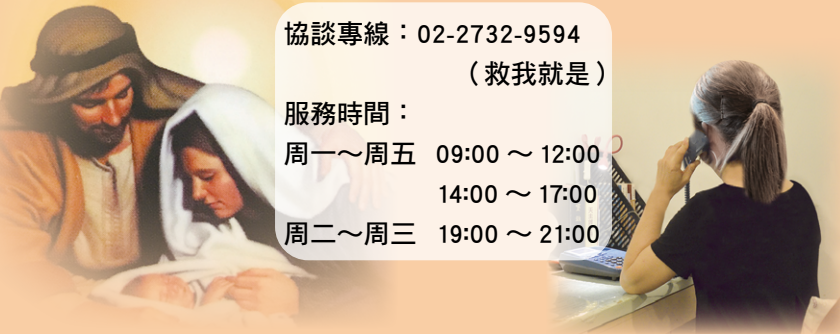 協談專線：02-2732-9594
（救我就是）
服務時間：
周一～周五 09:00 ～ 12:00
14:00 ～ 17:00
周二～周三 19:00 ～ 21:00